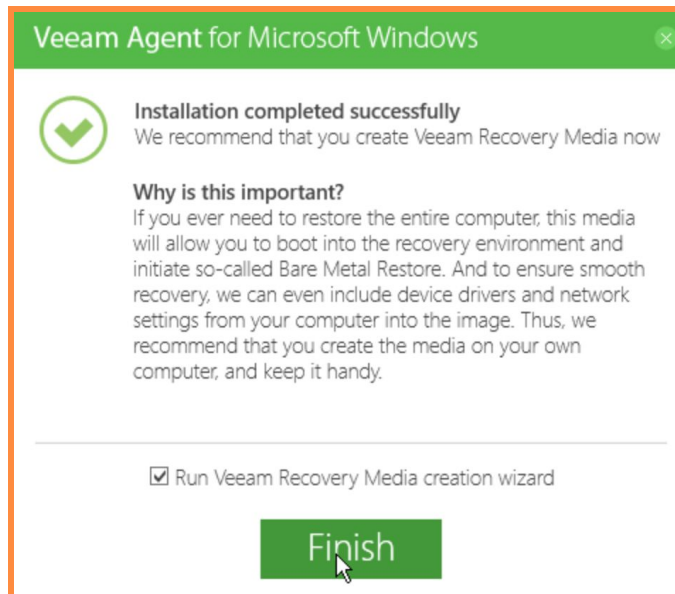 Veeam Agent for Microsoft Windows
Installation completed successfully
We recommend that you create Veeam Recovery Media now
Why is this important?
If you ever need to restore the entire computer, this media
will allow you to boot into the recovery environment and
initiate so-called Bare Metal Restore. And to ensure smooth
recovery, we can even include device drivers and network
settings from your computer into the image. Thus, we
recommend that you create the media on your own
computer, and keep it handy.
Run Veeam Recovery Media creation wizard
Finish